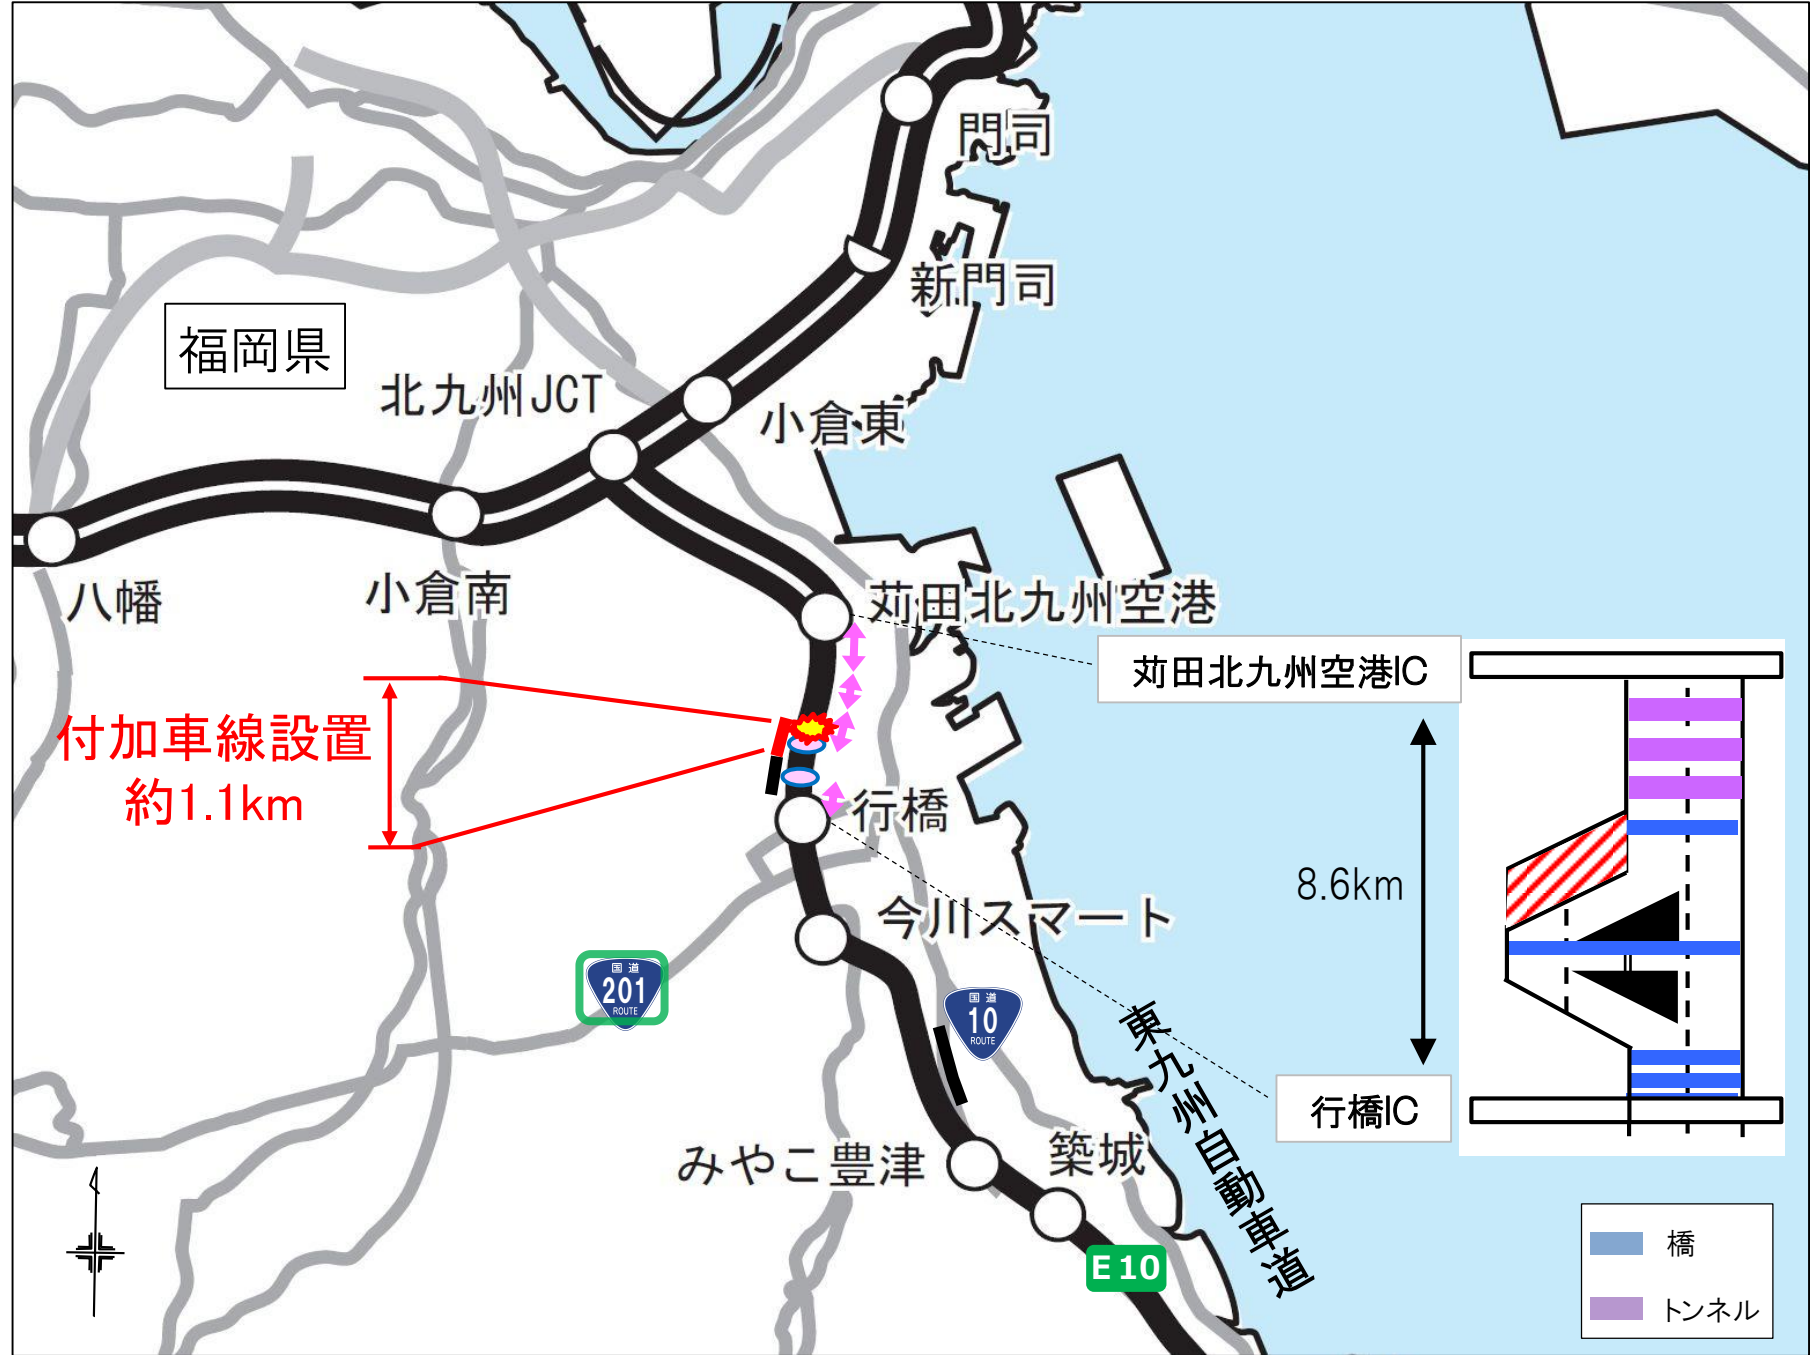 門司
新門司
福岡県
北九州JCT
小倉東
八幡
小倉南
苅田北九州空港
苅田北九州空港IC
付加車線設置
約1.1km
行橋
8.6km
今川スマート
国道
201
ROUTE
国道
10
ROUTE
東九州自動車道
行橋IC
みやこ豊津
築城
E10
橋
トンネル